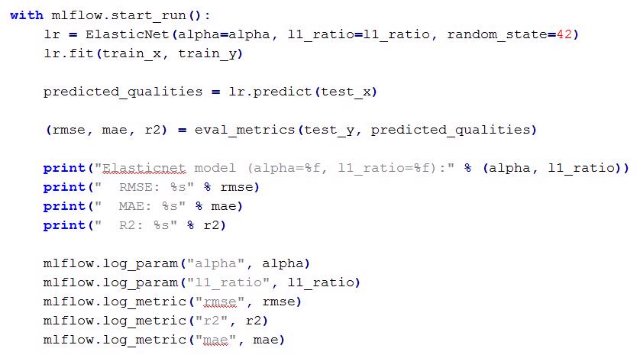 with mlflow.start_run():
    lr = ElasticNet(alpha=alpha, l1_ratio=l1_ratio, random_state=42)
    lr.fit(train_x, train_y)

    predicted_qualities = lr.predict(test_x)

    (rmse, mae, r2) = eval_metrics(test_y, predicted_qualities)

    print("Elasticnet model (alpha=%f, l1_ratio=%f):" % (alpha, l1_ratio))
    print("  RMSE: %s" % rmse)
    print("  MAE: %s" % mae)
    print("  R2: %s" % r2)

    mlflow.log_param("alpha", alpha)
    mlflow.log_param("l1_ratio", l1_ratio)
    mlflow.log_metric("rmse", rmse)
    mlflow.log_metric("r2", r2)
    mlflow.log_metric("mae", mae)